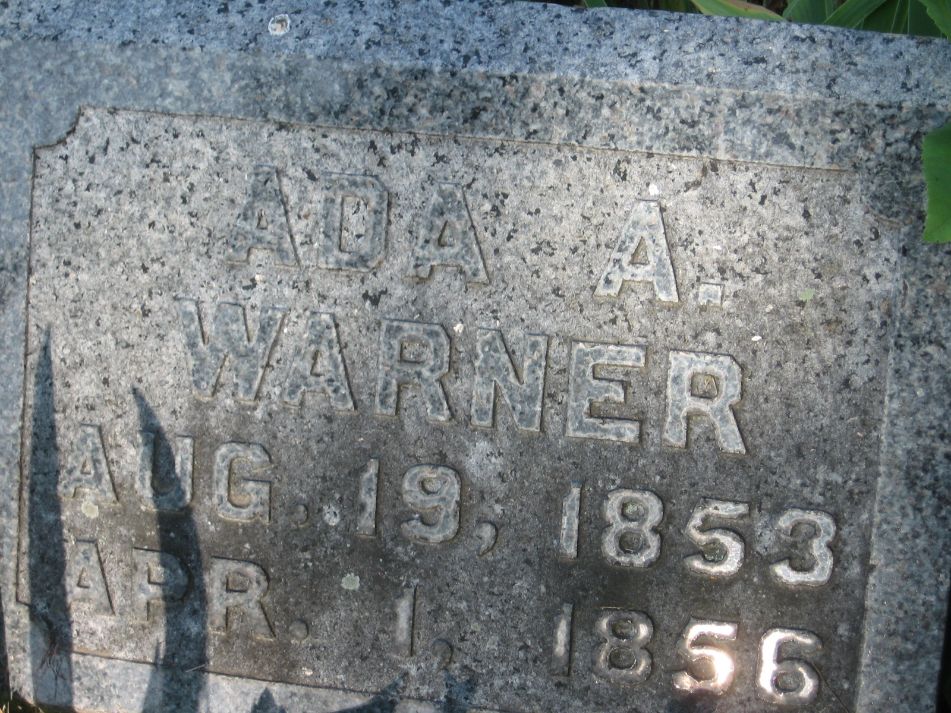 ADA A.
WARNER
AUG. 19, 1853
APR. 1, 1856